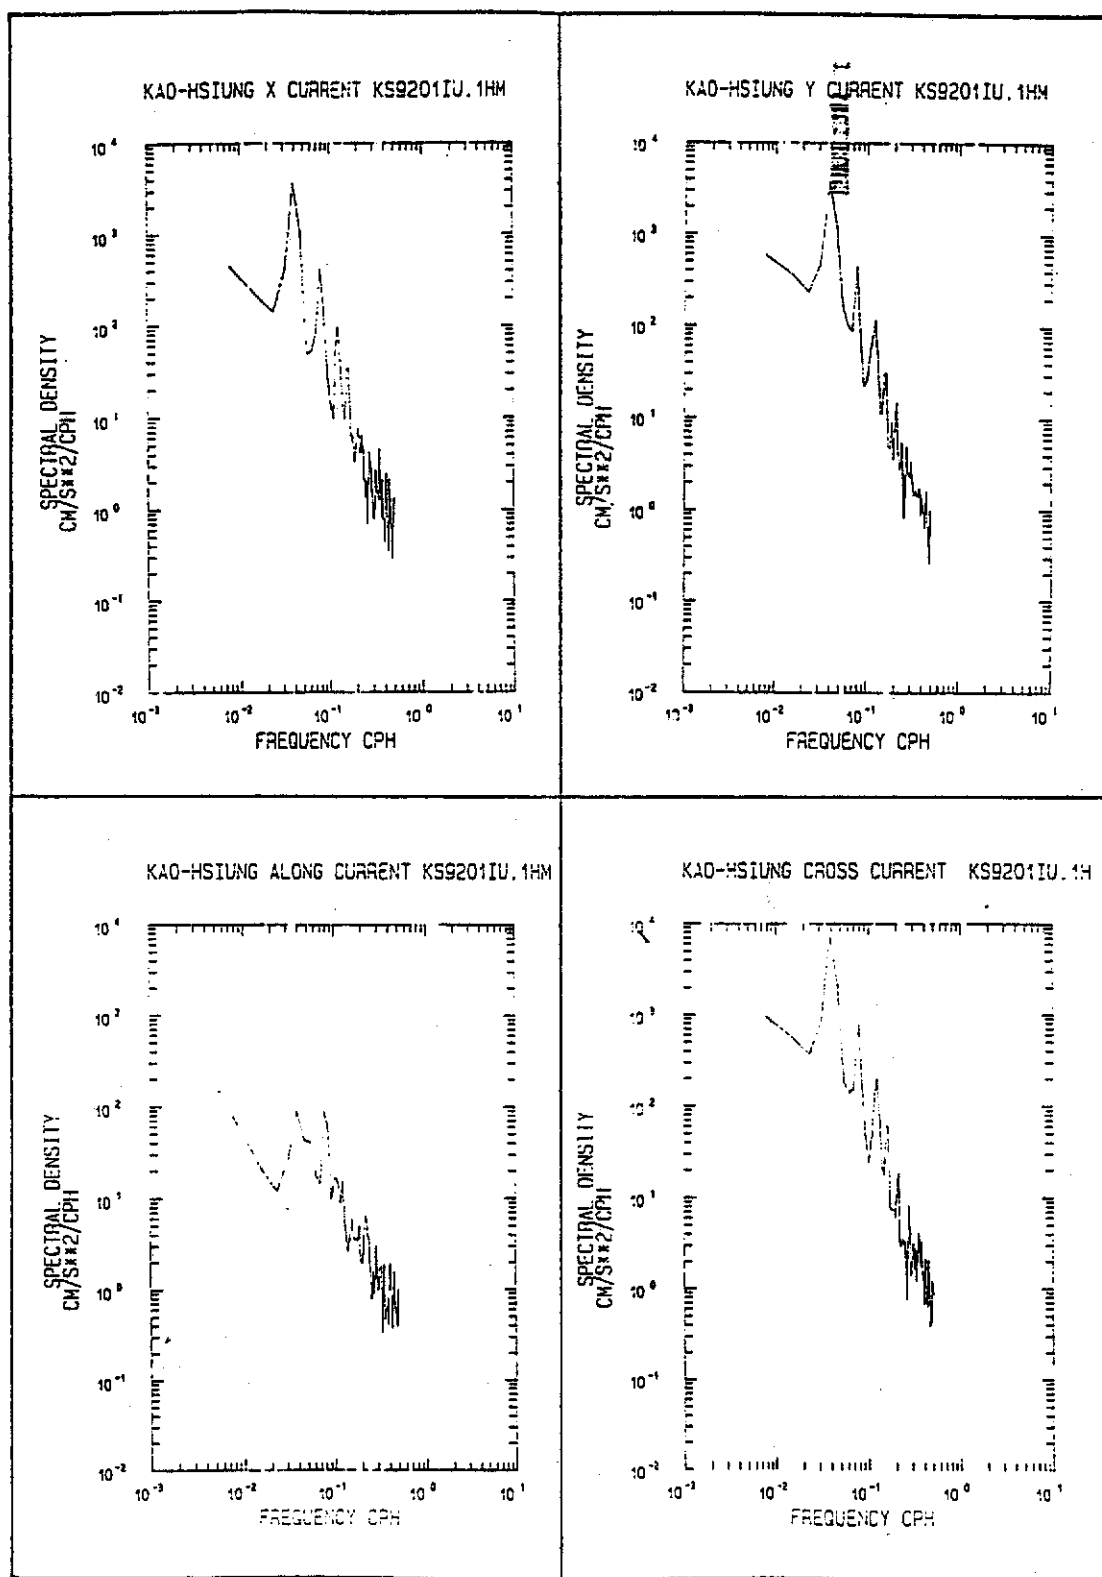 KAO-HSIUNG X CURRENT KS9201IU.1HM
10⁴
10³
10²
10¹
10⁰
10⁻¹
10⁻²
SPECTRAL DENSITY
CM/S**2/CPH
10⁻³ 10⁻² 10⁻¹ 10⁰ 10¹
FREQUENCY CPH
KAO-HSIUNG Y CURRENT KS9201IU.1HM
10⁴
10³
10²
10¹
10⁰
10⁻¹
10⁻²
SPECTRAL DENSITY
CM/S**2/CPH
10⁻³ 10⁻² 10⁻¹ 10⁰ 10¹
FREQUENCY CPH
KAO-HSIUNG ALONG CURRENT KS9201IU.1HM
10⁴
10³
10²
10¹
10⁰
10⁻¹
10⁻²
SPECTRAL DENSITY
CM/S**2/CPH
10⁻³ 10⁻² 10⁻¹ 10⁰ 10¹
FREQUENCY CPH
KAO-HSIUNG CROSS CURRENT KS9201IU.1H
10⁴
10³
10²
10¹
10⁰
10⁻¹
10⁻²
SPECTRAL DENSITY
CM/S**2/CPH
10⁻³ 10⁻² 10⁻¹ 10⁰ 10¹
FREQUENCY CPH